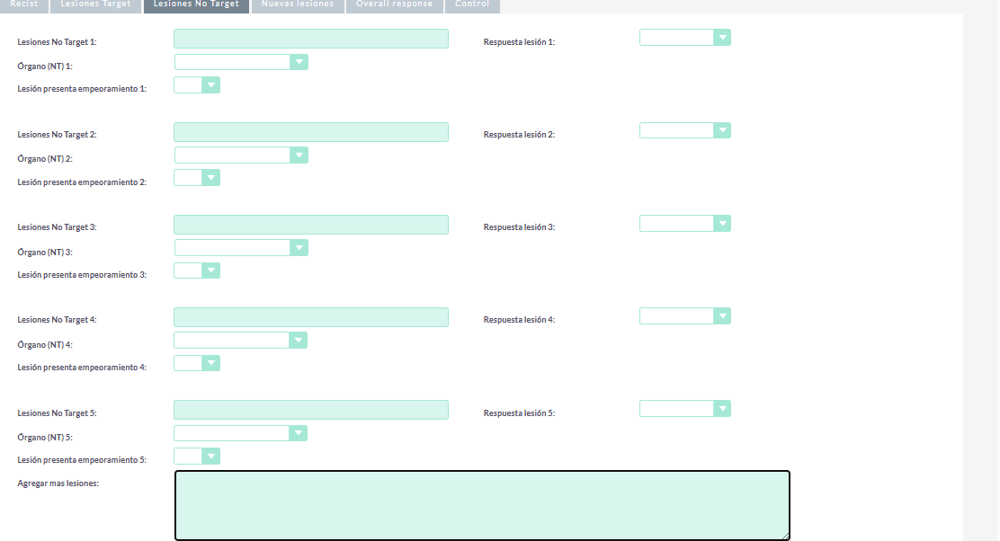 Recist Lesiones Target Lesiones No Target Nuevas lesiones Overall response Control
Lesiones No Target 1: Respuesta lesión 1:
Órgano (NT) 1:
Lesión presenta empeoramiento 1:
Lesiones No Target 2: Respuesta lesión 2:
Órgano (NT) 2:
Lesión presenta empeoramiento 2:
Lesiones No Target 3: Respuesta lesión 3:
Órgano (NT) 3:
Lesión presenta empeoramiento 3:
Lesiones No Target 4: Respuesta lesión 4:
Órgano (NT) 4:
Lesión presenta empeoramiento 4:
Lesiones No Target 5: Respuesta lesión 5:
Órgano (NT) 5:
Lesión presenta empeoramiento 5:
Agregar mas lesiones: